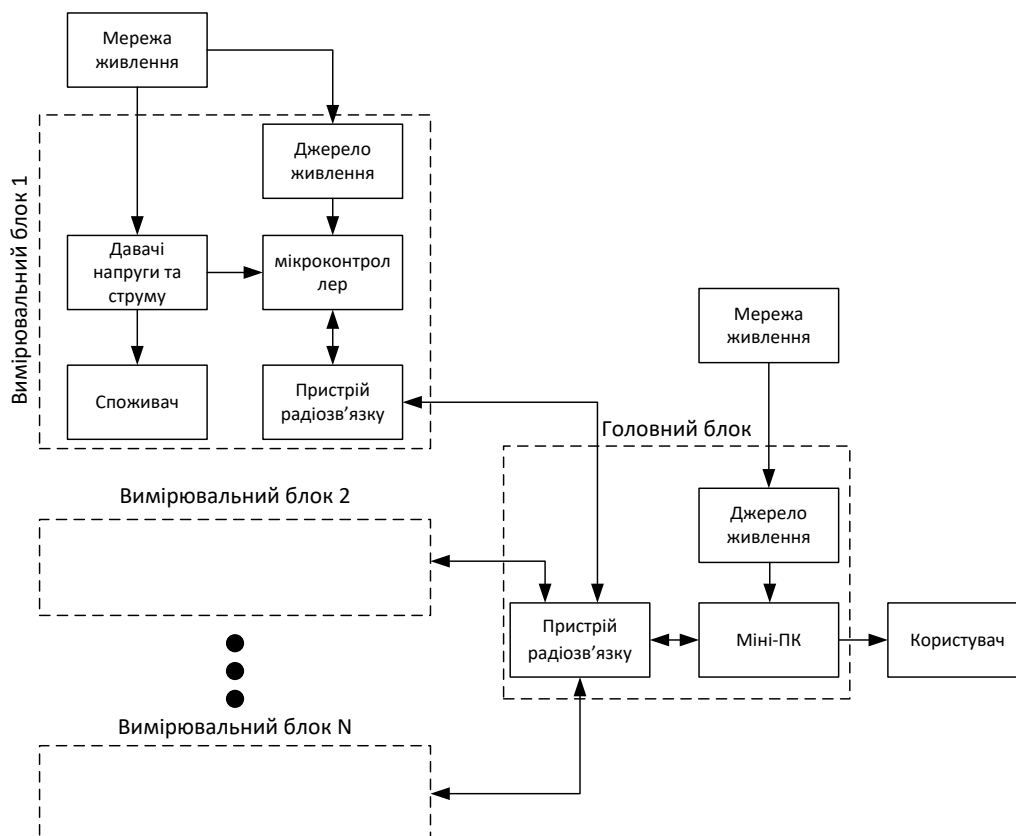 Мережа
живлення
Вимірювальний блок 1
Джерело
живлення
Давачі
напруги та
струму
мікроконтрол
лер
Споживач
Пристрій
радіозв'язку
Мережа
живлення
Головний блок
Джерело
живлення
Вимірювальний блок 2
Пристрій
радіозв'язку
Міні-ПК
Користувач
Вимірювальний блок N